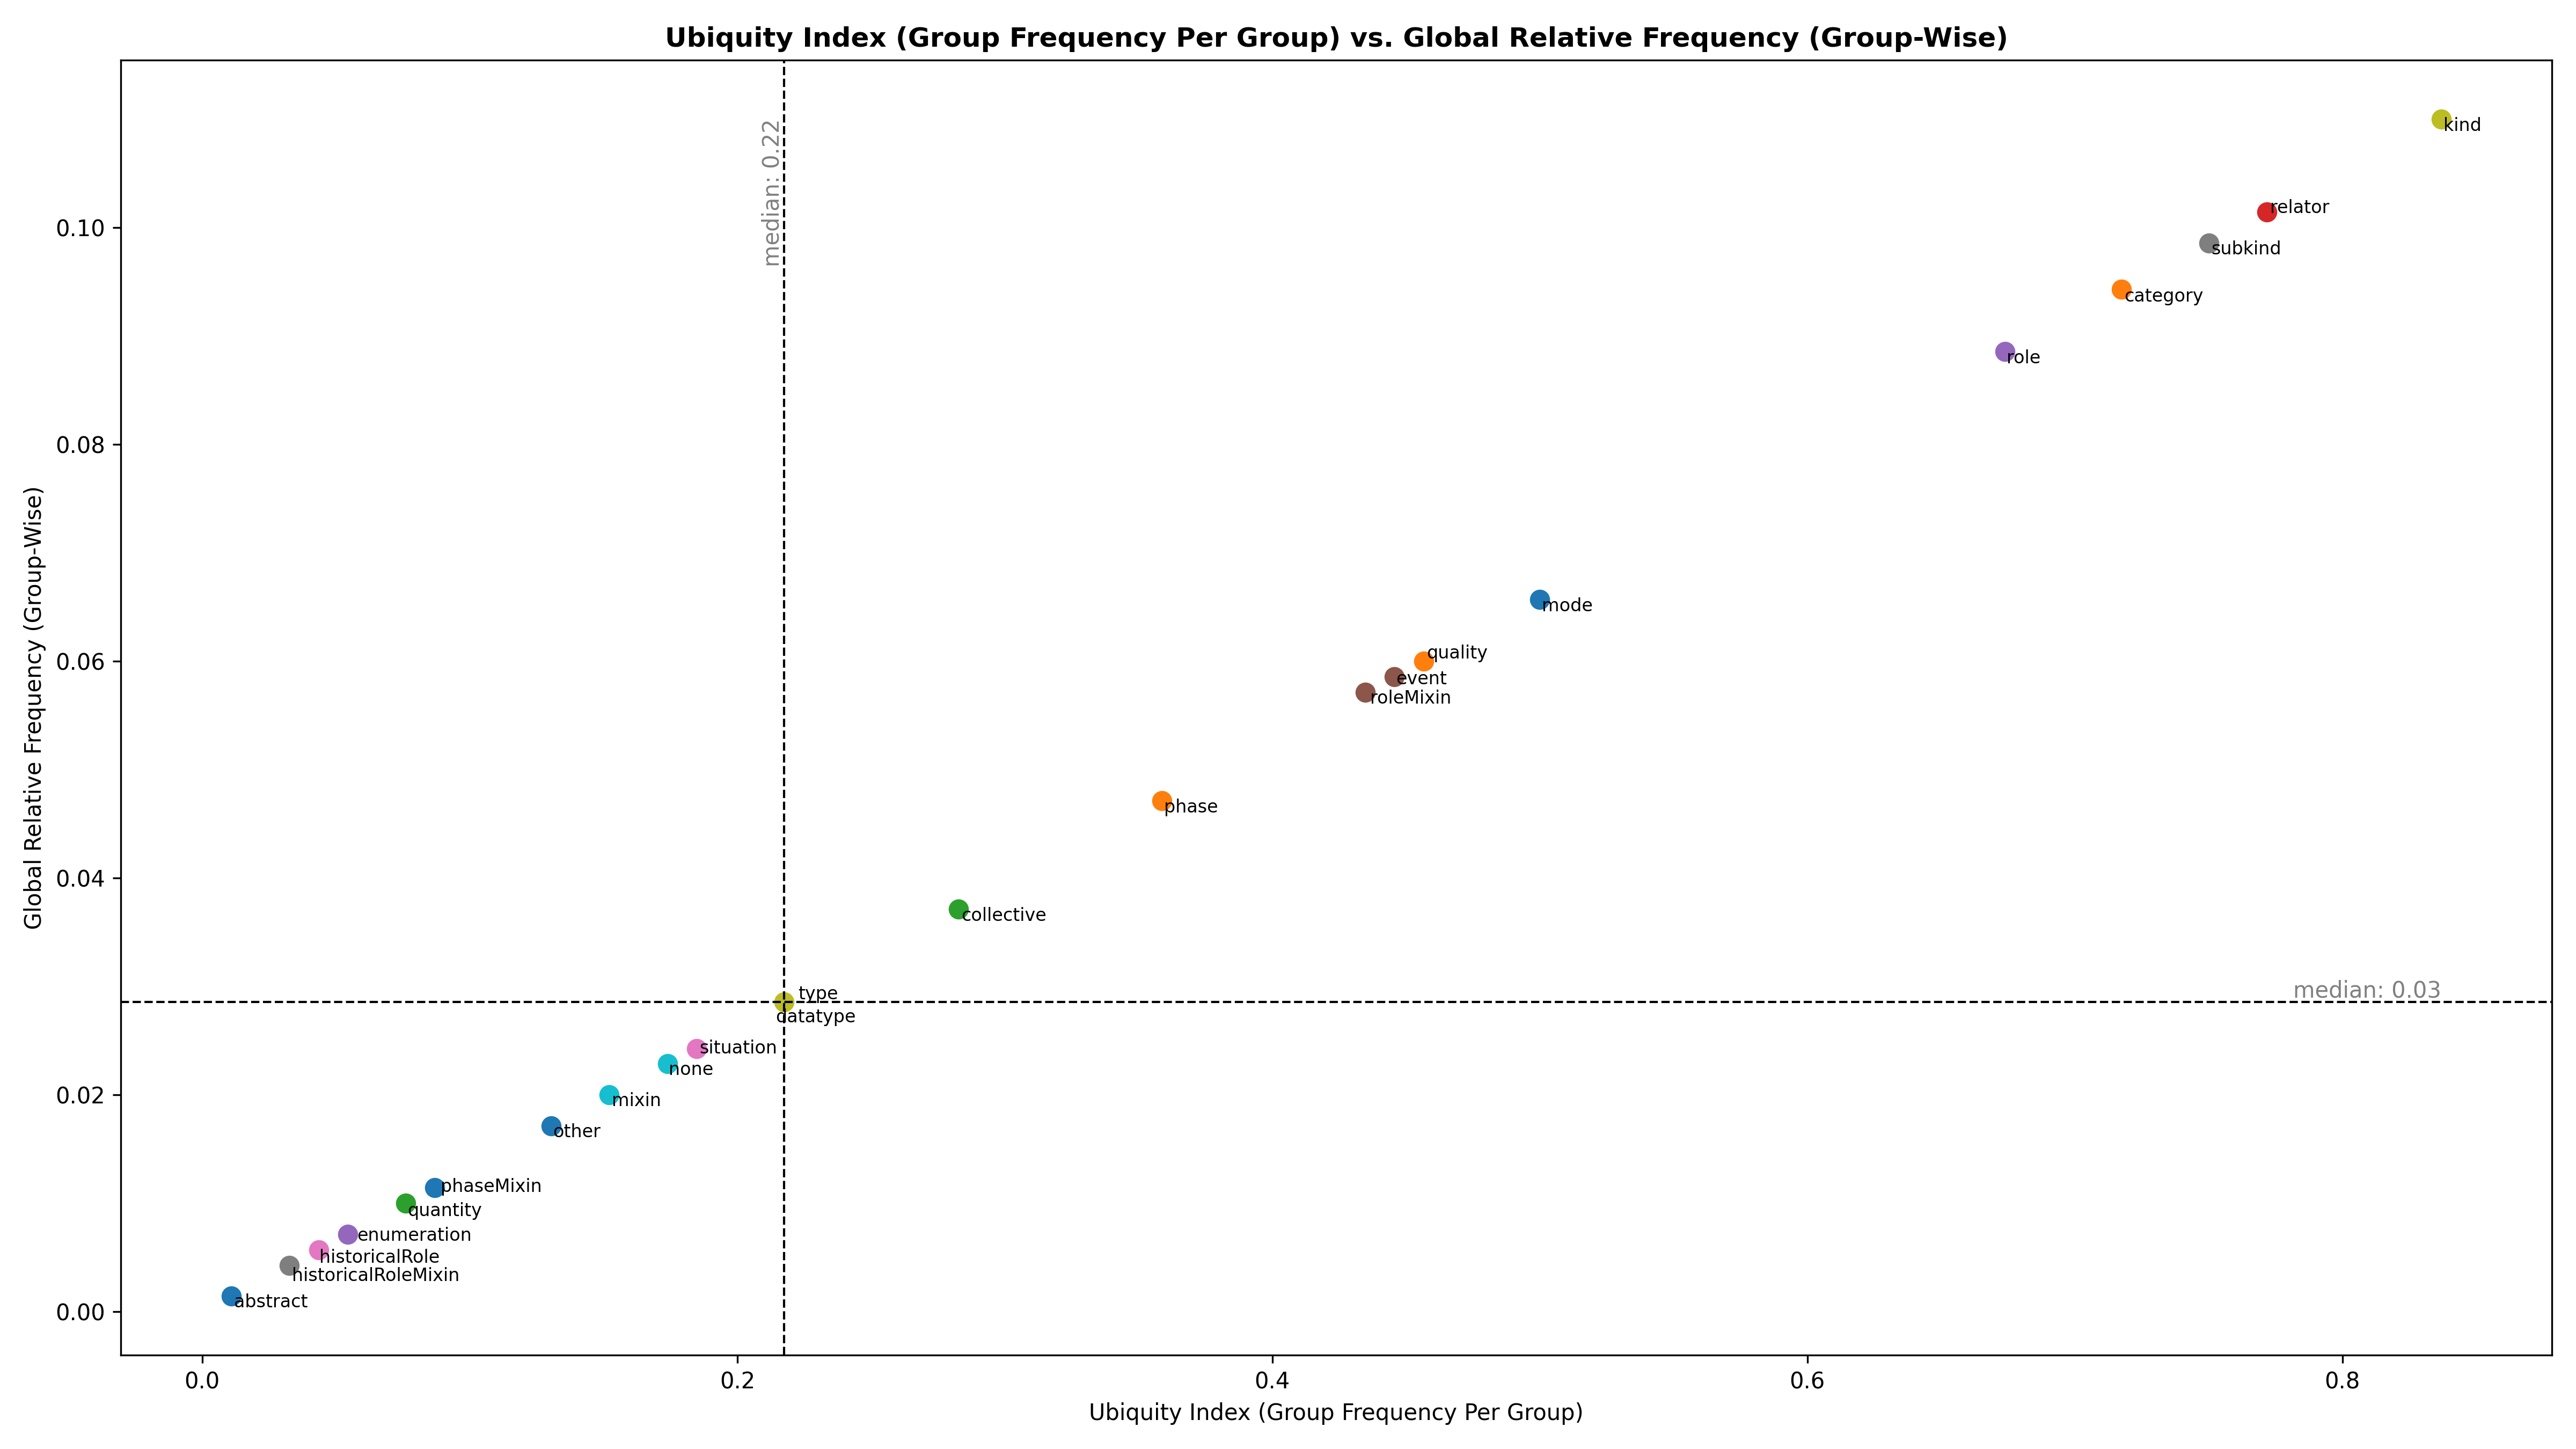 Ubiquity Index (Group Frequency Per Group) vs. Global Relative Frequency (Group-Wise)
median: 0.22
kind
relator
subkind
category
role
mode
quality
event
roleMixin
phase
collective
type
median: 0.03
datatype
situation
none
mixin
other
phaseMixin
quantity
enumeration
historicalRole
historicalRoleMixin
abstract
Global Relative Frequency (Group-Wise)
0.10
0.08
0.06
0.04
0.02
0.00
0.0 0.2 0.4 0.6 0.8
Ubiquity Index (Group Frequency Per Group)